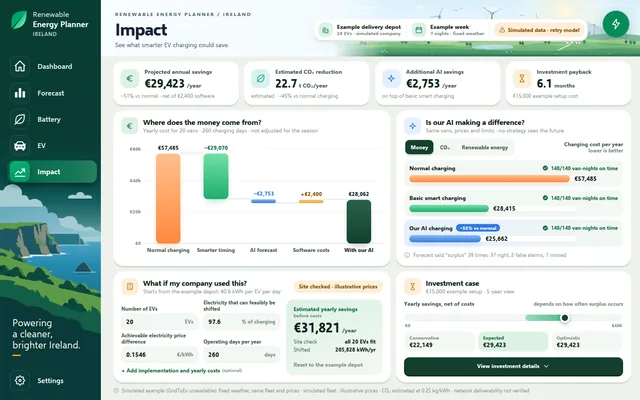 Renewable
Energy Planner
IRELAND
Dashboard
Forecast
Battery
EV
Impact
Powering
a cleaner,
brighter Ireland.
Settings
RENEWABLE ENERGY PLANNER / IRELAND
Impact
See what smarter EV charging could save.
Example delivery depot
20 EVs · simulated company
Example week
7 nights · fixed weather
Simulated data · retry model
Projected annual savings
€29,423 /year
−51% vs normal · net of €2,400 software
Estimated CO₂ reduction
22.7 t CO₂/year
estimated · −45% vs normal charging
Additional AI savings
€2,753 /year
on top of basic smart charging
Investment payback
6.1 months
€15,000 example setup cost
Where does the money come from?
Yearly cost for 20 vans · 260 charging days · not adjusted for the season
€60k
€40k
€20k
€0
€57,485
−€29,070
−€2,753
+€2,400
€28,062
Normal charging
Smarter timing
AI forecast
Software costs
With our AI
Is our AI making a difference?
Same vans, prices and limits · no strategy sees the future
Money
CO₂
Renewable energy
Charging cost per year
lower is better
Normal charging
140/140 van-nights on time
€57,485
Basic smart charging
140/140 van-nights on time
€28,415
Our AI charging
−55% vs normal
140/140 van-nights on time
€25,662
Forecast said "surplus" 39 times: 37 right, 2 false alarms, 1 missed
What if my company used this?
Starts from the example depot: 40.6 kWh per EV per day
Site checked · illustrative prices
Number of EVs
20 EVs
Electricity that can feasibly be shifted
97.6 % of charging
Achievable electricity price difference
0.1546 €/kWh
Operating days per year
260 days
+ Add implementation and yearly costs (optional)
Estimated yearly savings
before costs
€31,821 /year
Site check all 20 EVs fit
Shifted 205,828 kWh/yr
Reset to the example depot
Investment case
€15,000 example setup · 5-year view
Yearly savings, net of costs
depends on how often surplus occurs
€0
€40k
Conservative
€22,149
Expected
€29,423
Optimistic
€29,423
View investment details
Simulated example (GridToEx unavailable): fixed weather, same fleet and prices · simulated fleet · illustrative prices · CO₂ estimated at 0.25 kg/kWh · network deliverability not verified